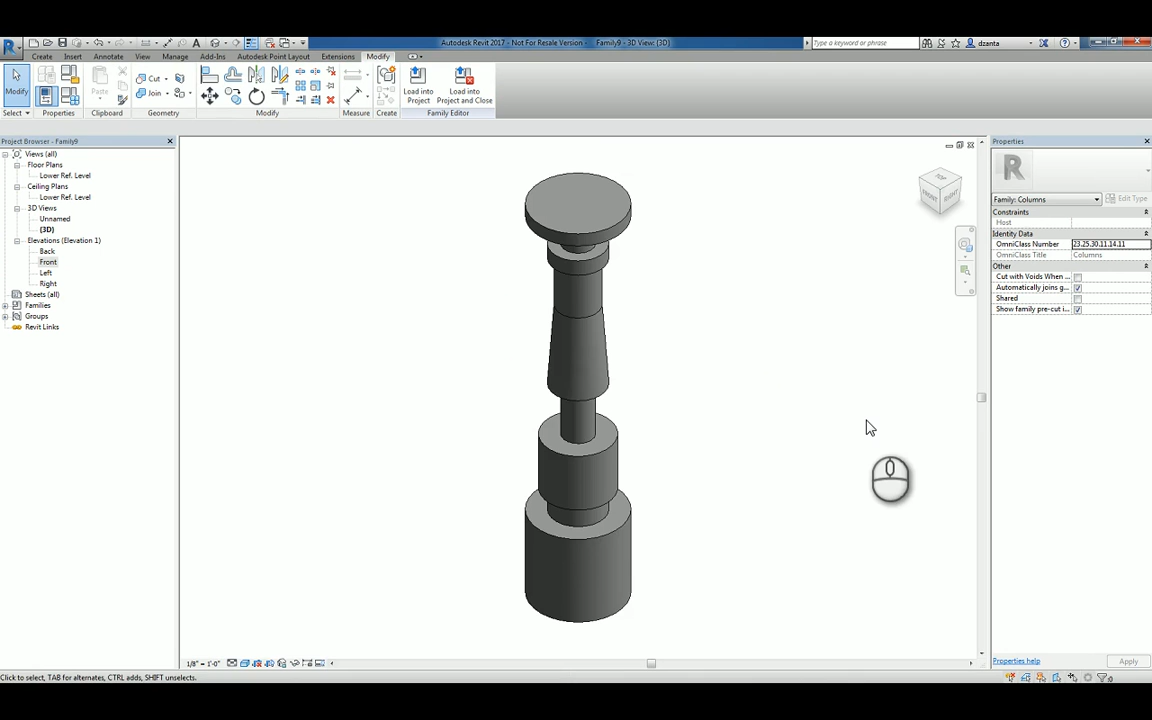 Autodesk Revit 2017 - Not For Resale Version - Family9 - 3D View: {3D}
Type a keyword or phrase
dzanta
Create Insert Annotate View Manage Add-Ins Autodesk Point Layout Extensions Modify
Modify
Paste
Cut
Join
Load into Project
Load into Project and Close
Select Properties Clipboard Geometry Modify Measure Create Family Editor
Project Browser - Family9
Views (all)
Floor Plans
Lower Ref. Level
Ceiling Plans
Lower Ref. Level
3D Views
Unnamed
{3D}
Elevations (Elevation 1)
Back
Front
Left
Right
Sheets (all)
Families
Groups
Revit Links
TOP
FRONT
RIGHT
Properties
R
Family: Columns
Edit Type
Constraints
Host
Identity Data
OmniClass Number 23.25.30.11.14.11
OmniClass Title Columns
Other
Cut with Voids When ...
Automatically joins g...
Shared
Show family pre-cut i...
Properties help
Apply
1/8" = 1'-0"
Click to select, TAB for alternates, CTRL adds, SHIFT unselects.
:0